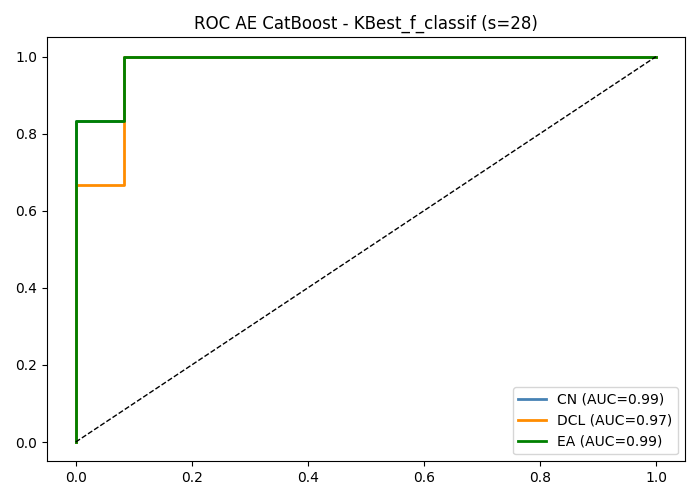 ROC AE CatBoost - KBest_f_classif (s=28)
1.0
0.8
0.6
0.4
0.2
0.0
0.0 0.2 0.4 0.6 0.8 1.0
CN (AUC=0.99)
DCL (AUC=0.97)
EA (AUC=0.99)